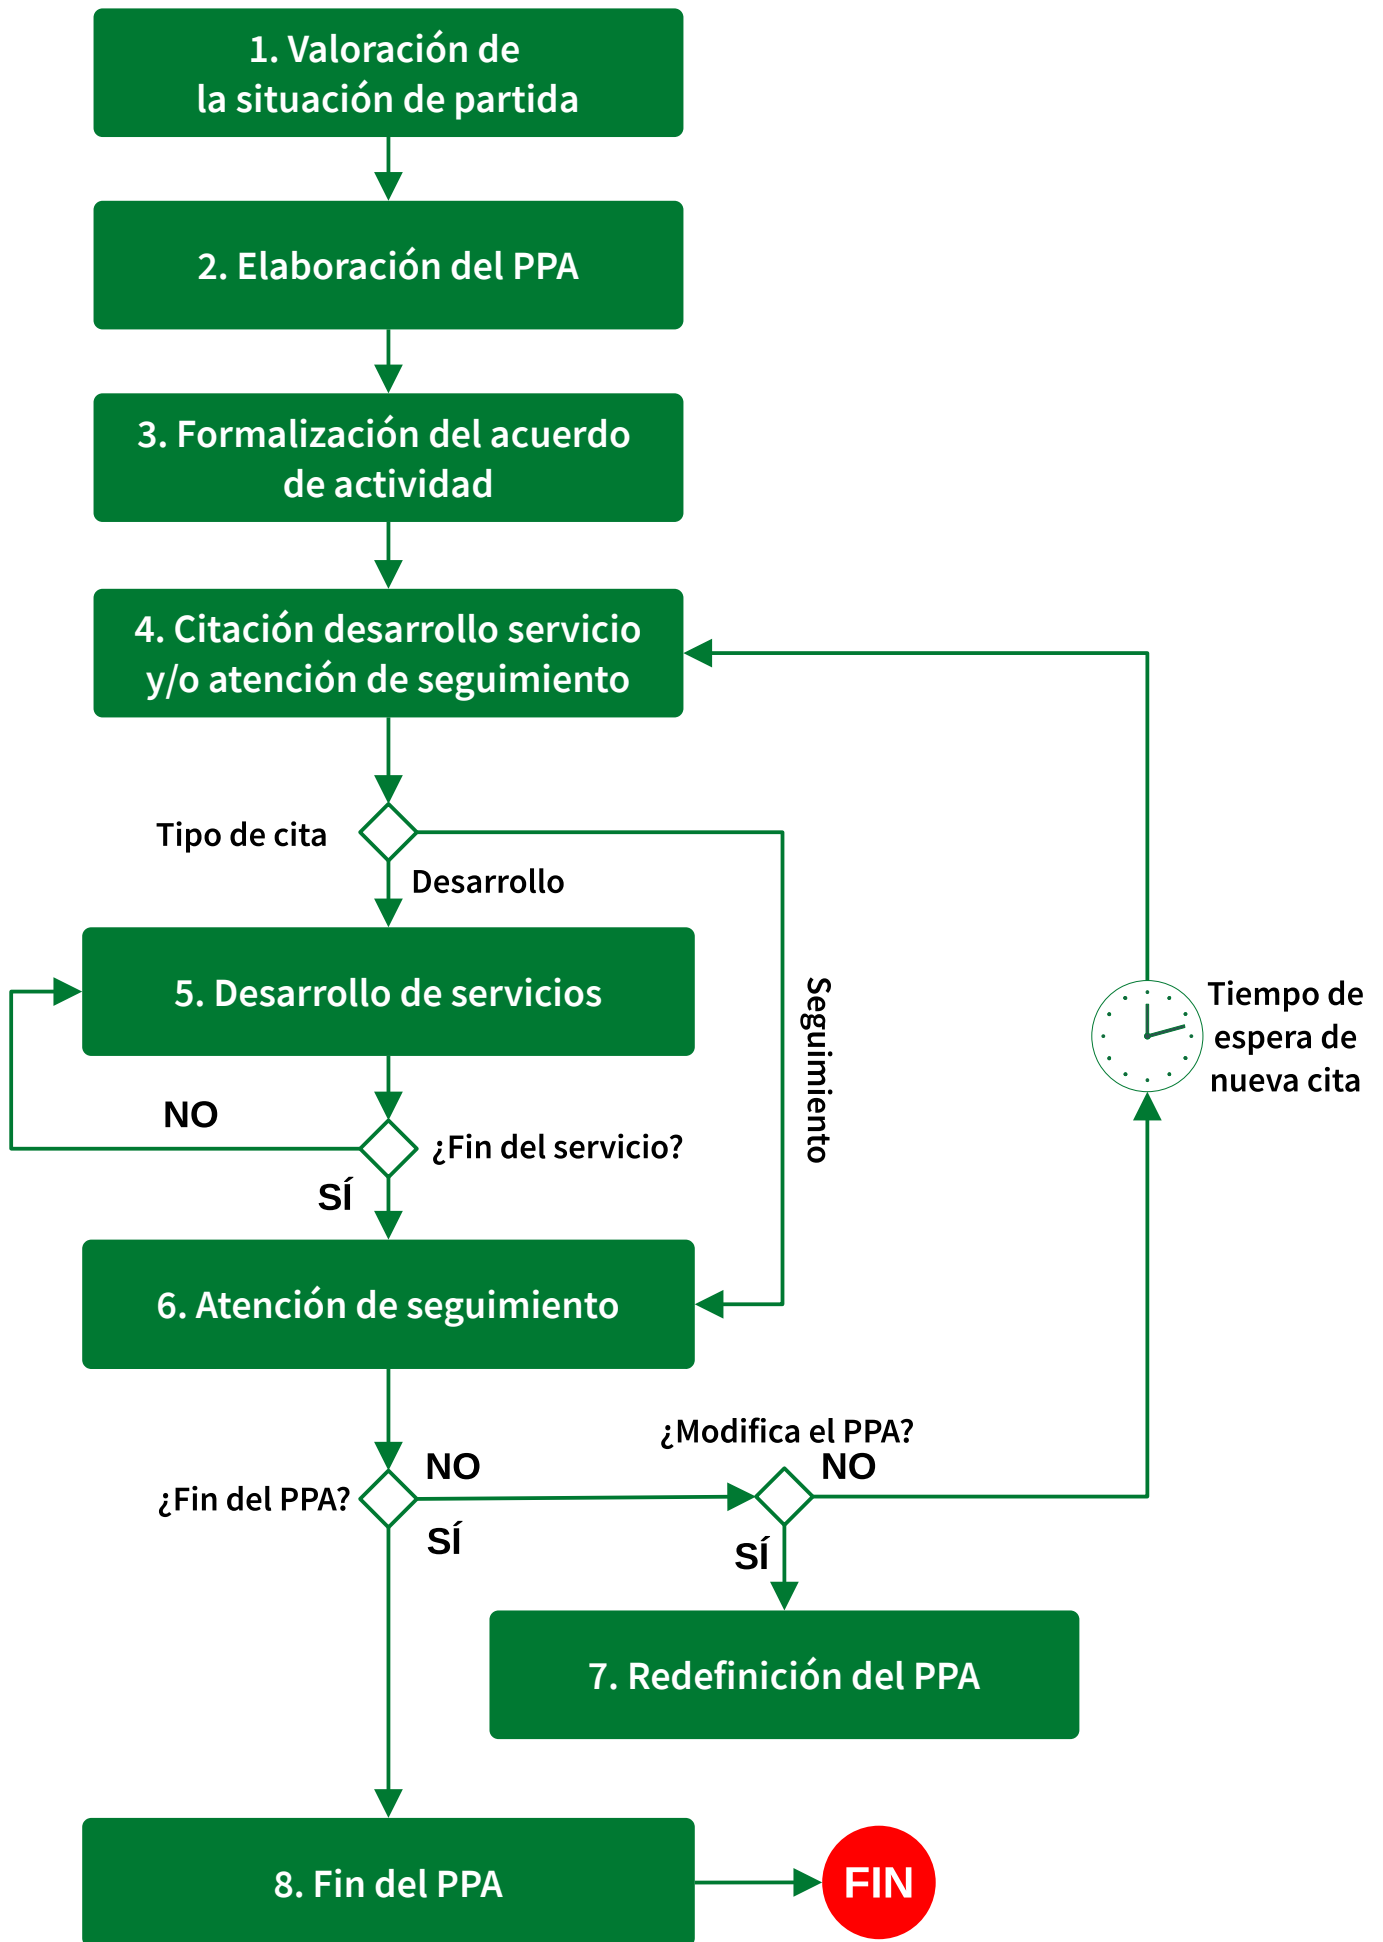 1. Valoración de
la situación de partida
2. Elaboración del PPA
3. Formalización del acuerdo
de actividad
4. Citación desarrollo servicio
y/o atención de seguimiento
Tipo de cita
Desarrollo
Seguimiento
5. Desarrollo de servicios
Tiempo de
espera de
nueva cita
NO
¿Fin del servicio?
SÍ
6. Atención de seguimiento
¿Modifica el PPA?
NO
NO
¿Fin del PPA?
SÍ
SÍ
7. Redefinición del PPA
8. Fin del PPA
FIN